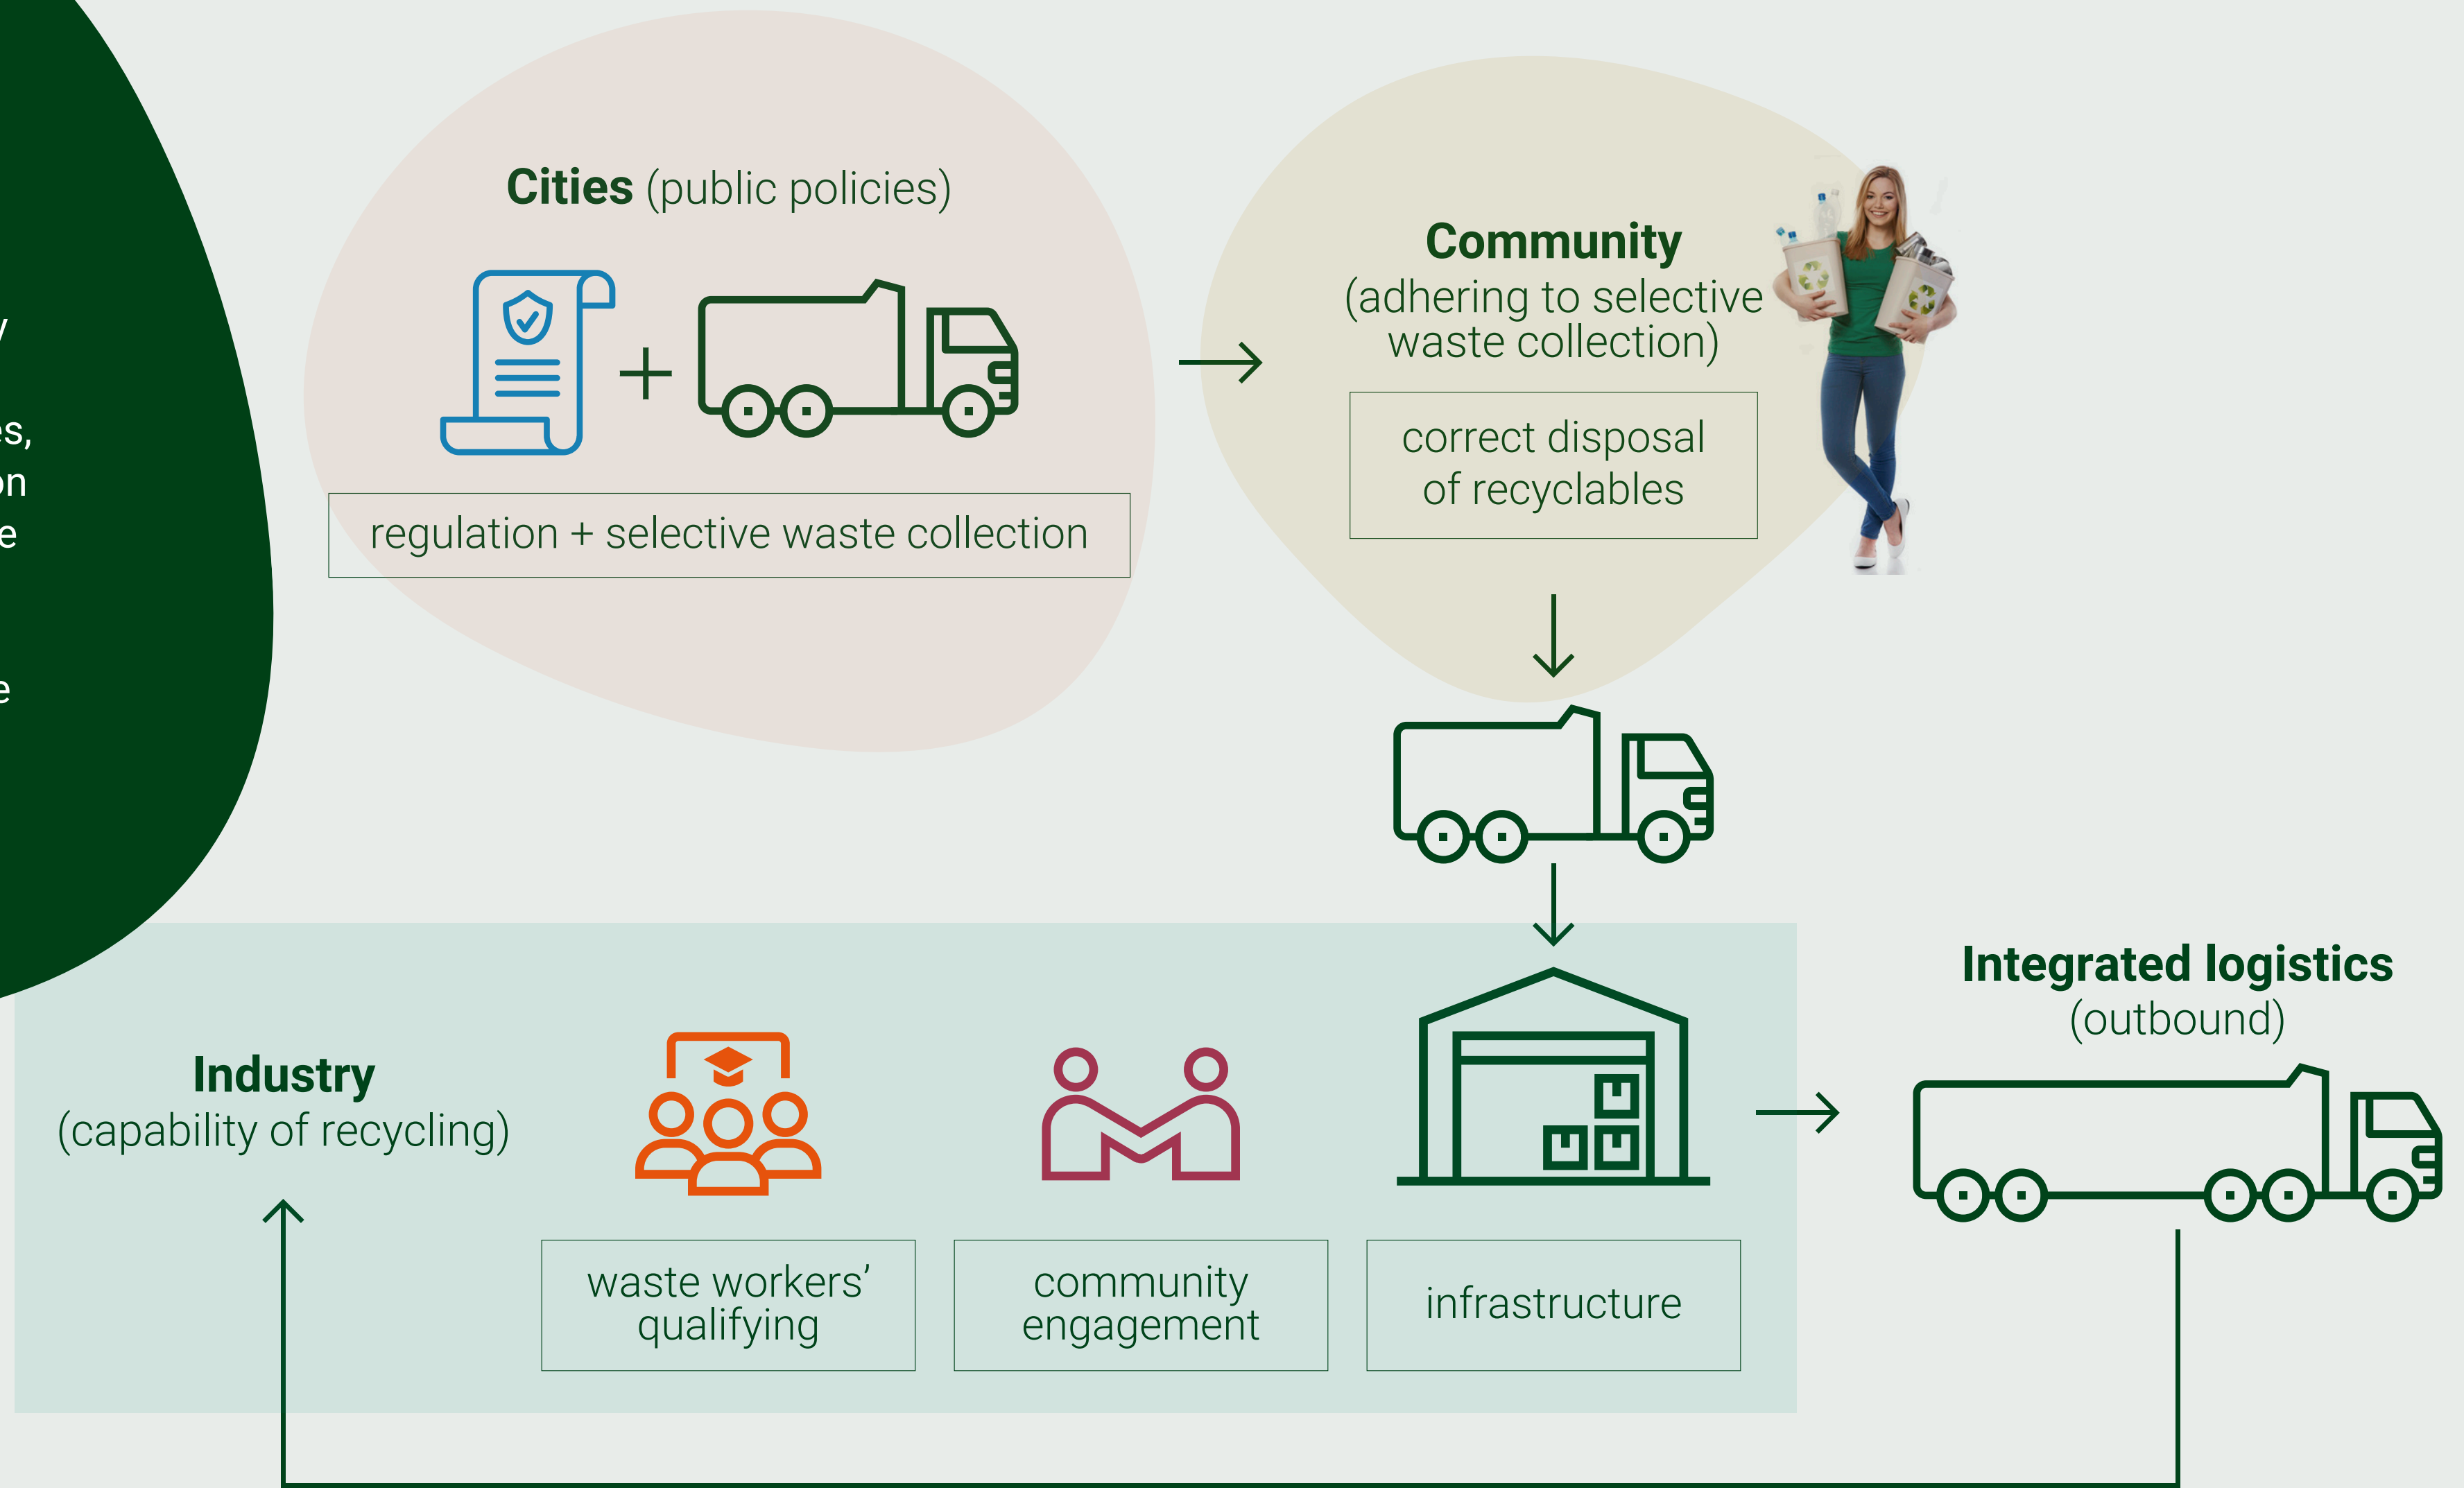 Cities (public policies)
regulation + selective waste collection
Community
(adhering to selective
waste collection)
correct disposal
of recyclables
Integrated logistics
(outbound)
Industry
(capability of recycling)
waste workers’
qualifying
community
engagement
infrastructure